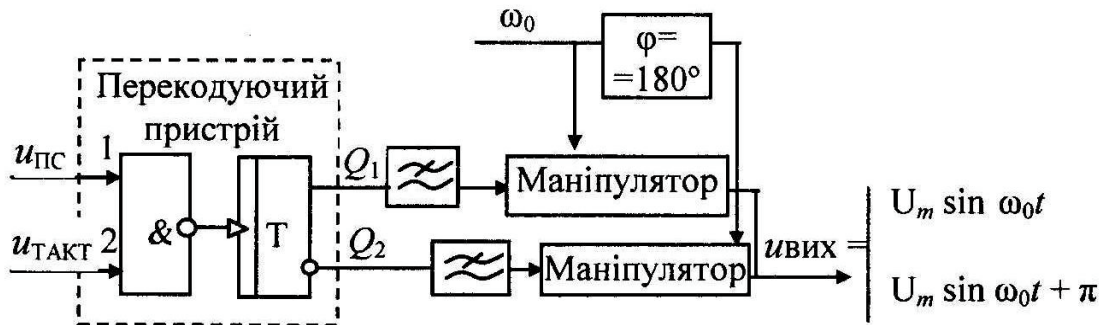 ω₀
φ=
=180°
Перекодуючий
пристрій
uПС
1
Q₁
Маніпулятор
&
T
uТАКТ
2
Q₂
Маніпулятор
uВИХ =
Uₘ sin ω₀t
Uₘ sin ω₀t + π